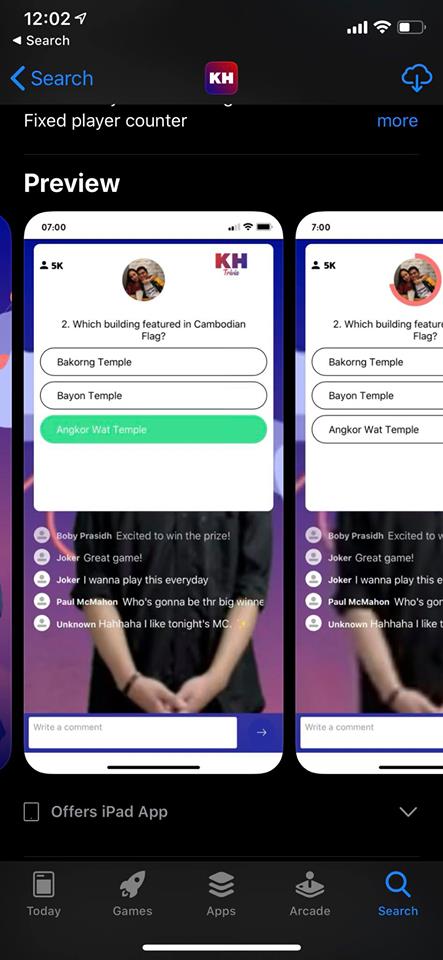 12:02
Search
Search
KH
Fixed player counter
more
Preview
07:00
5K
KH
Trivia
2. Which building featured in Cambodian
Flag?
Bakorng Temple
Bayon Temple
Angkor Wat Temple
Boby Prasidh Excited to win the prize!
Joker Great game!
Joker I wanna play this everyday
Paul McMahon Who's gonna be thr big winne
Unknown Hahhaha I like tonight's MC. ✨
Write a comment
7:00
5K
2. Which building featur
Flag?
Bakorng Temple
Bayon Temple
Angkor Wat Temple
Boby Prasidh Excited to w
Joker Great game!
Joker I wanna play this e
Paul McMahon Who's gon
Unknown Hahhaha I like t
Write a comment
Offers iPad App
Today
Games
Apps
Arcade
Search